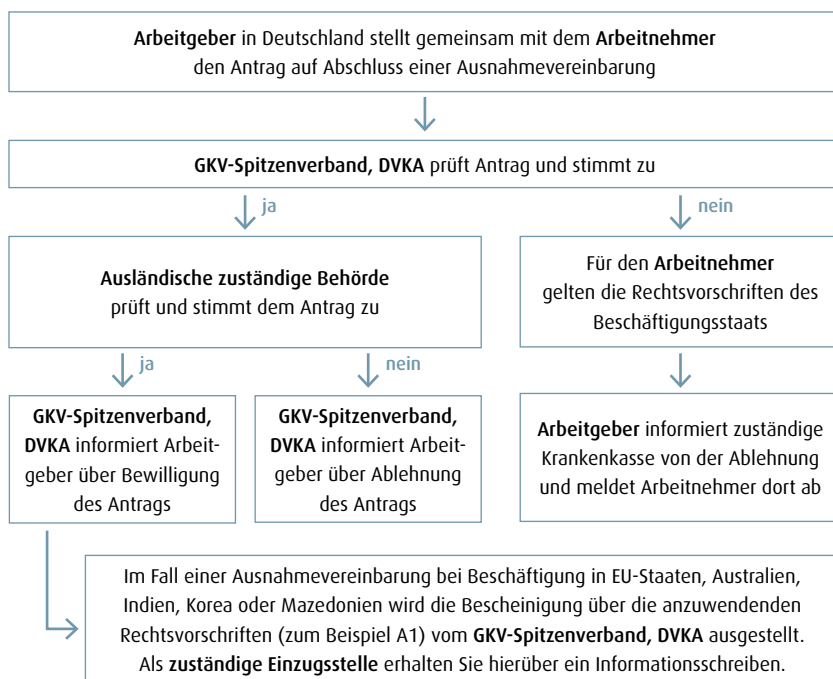 Arbeitgeber in Deutschland stellt gemeinsam mit dem Arbeitnehmer
den Antrag auf Abschluss einer Ausnahmevereinbarung
GKV-Spitzenverband, DVKA prüft Antrag und stimmt zu
ja
nein
Ausländische zuständige Behörde
prüft und stimmt dem Antrag zu
Für den Arbeitnehmer
gelten die Rechtsvorschriften des
Beschäftigungsstaats
ja
nein
GKV-Spitzenverband,
DVKA informiert Arbeit-
geber über Bewilligung
des Antrags
GKV-Spitzenverband,
DVKA informiert Arbeit-
geber über Ablehnung
des Antrags
Arbeitgeber informiert zuständige
Krankenkasse von der Ablehnung
und meldet Arbeitnehmer dort ab
Im Fall einer Ausnahmevereinbarung bei Beschäftigung in EU-Staaten, Australien,
Indien, Korea oder Mazedonien wird die Bescheinigung über die anzuwendenden
Rechtsvorschriften (zum Beispiel A1) vom GKV-Spitzenverband, DVKA ausgestellt.
Als zuständige Einzugsstelle erhalten Sie hierüber ein Informationsschreiben.